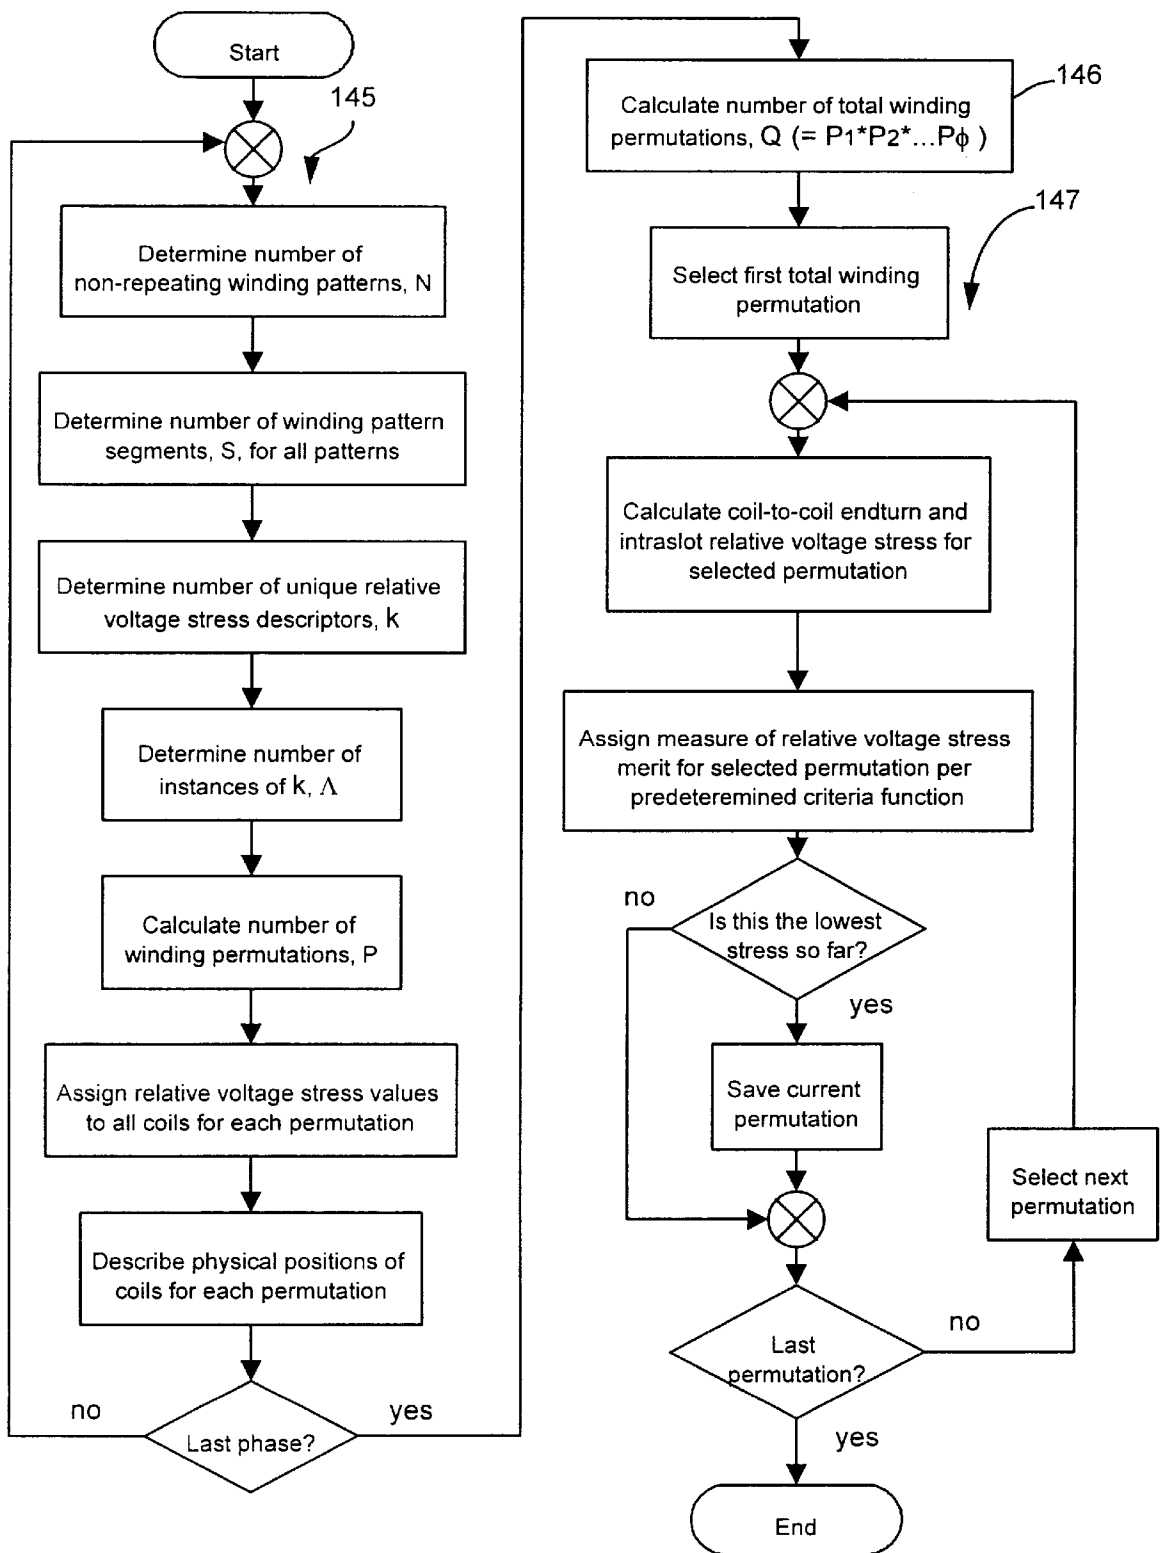 Start
145
Determine number of
non-repeating winding patterns, N
Determine number of winding pattern
segments, S, for all patterns
Determine number of unique relative
voltage stress descriptors, k
Determine number of
instances of k, Λ
Calculate number of
winding permutations, P
Assign relative voltage stress values
to all coils for each permutation
Describe physical positions of
coils for each permutation
no
yes
Last phase?
146
Calculate number of total winding
permutations, Q (= P1*P2*...Pϕ )
147
Select first total winding
permutation
Calculate coil-to-coil endturn and
intraslot relative voltage stress for
selected permutation
Assign measure of relative voltage stress
merit for selected permutation per
predeteremined criteria function
no
Is this the lowest
stress so far?
yes
Save current
permutation
Select next
permutation
no
Last
permutation?
yes
End